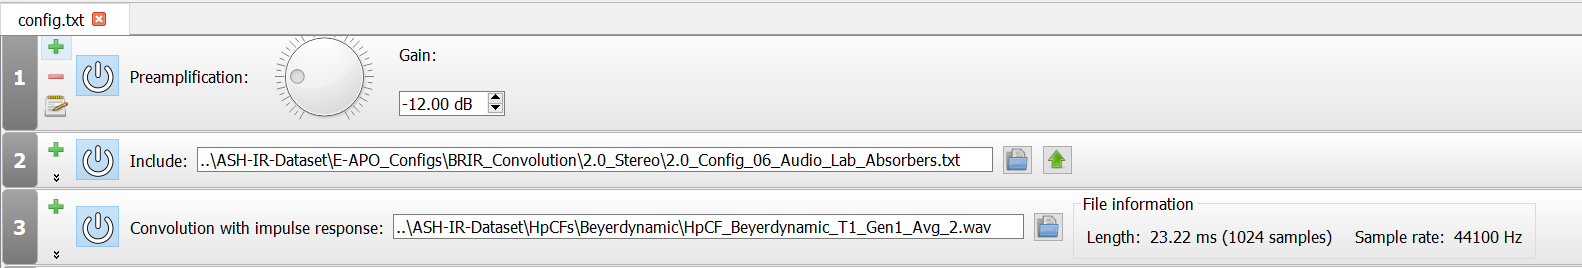 config.txt
1
Preamplification:
Gain:
-12.00 dB
2
Include: ..\ASH-IR-Dataset\E-APO_Configs\BRIR_Convolution\2.0_Stereo\2.0_Config_06_Audio_Lab_Absorbers.txt
3
Convolution with impulse response: ..\ASH-IR-Dataset\HpCFs\Beyerdynamic\HpCF_Beyerdynamic_T1_Gen1_Avg_2.wav
File information
Length: 23.22 ms (1024 samples) Sample rate: 44100 Hz